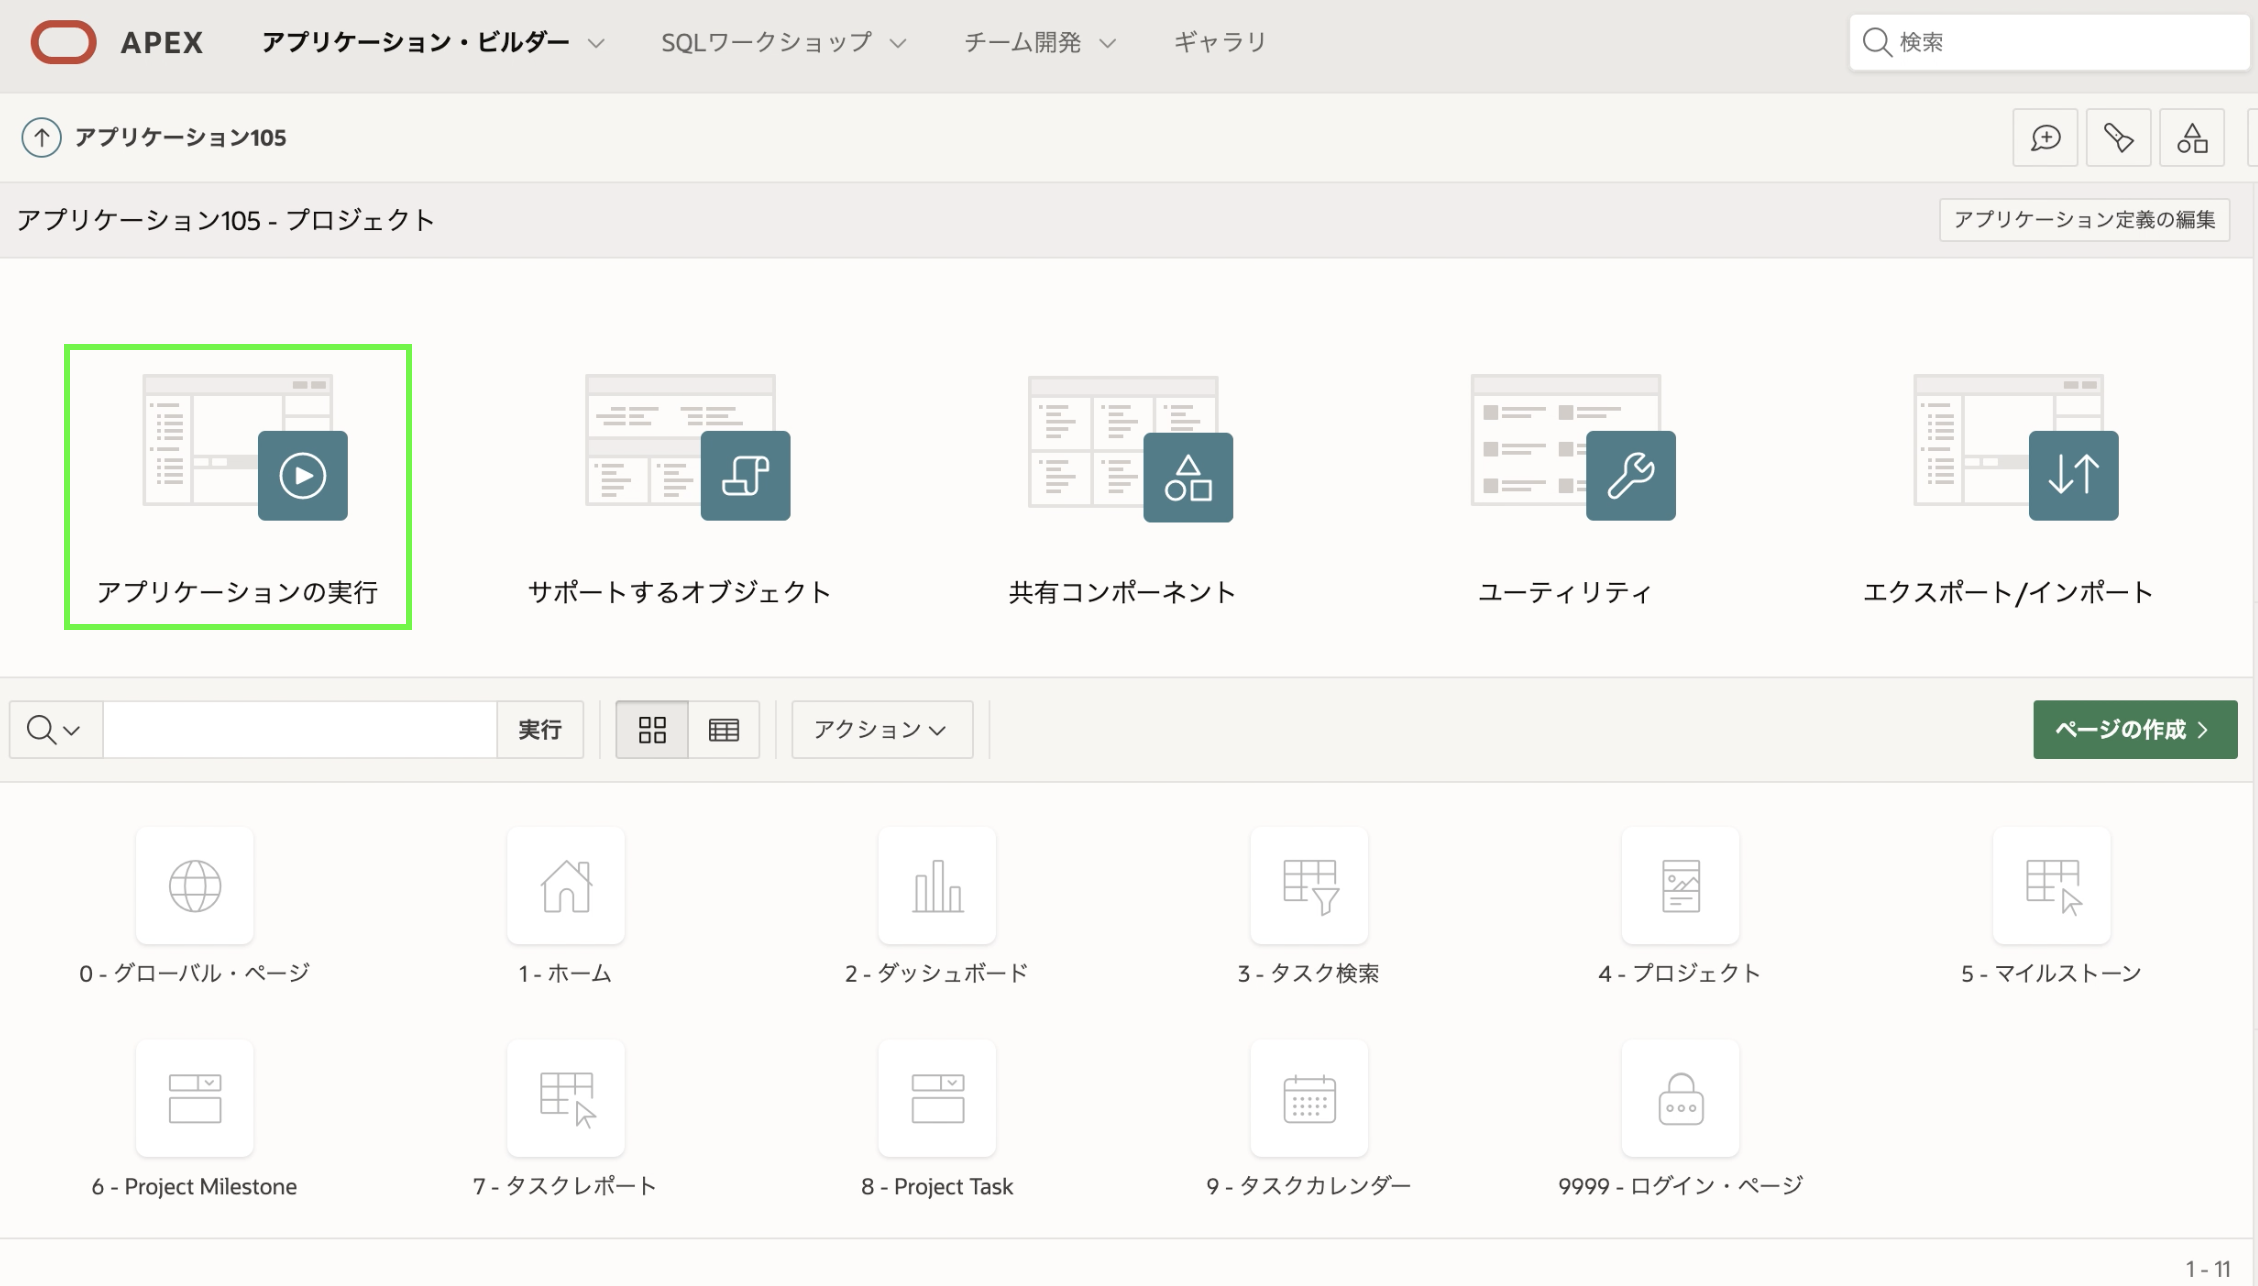 APEX アプリケーション・ビルダー SQLワークショップ チーム開発 ギャラリ 検索
アプリケーション105
アプリケーション105 - プロジェクト アプリケーション定義の編集
アプリケーションの実行 サポートするオブジェクト 共有コンポーネント ユーティリティ エクスポート/インポート
実行 アクション ページの作成
0 - グローバル・ページ 1 - ホーム 2 - ダッシュボード 3 - タスク検索 4 - プロジェクト 5 - マイルストーン
6 - Project Milestone 7 - タスクレポート 8 - Project Task 9 - タスクカレンダー 9999 - ログイン・ページ
1 - 11